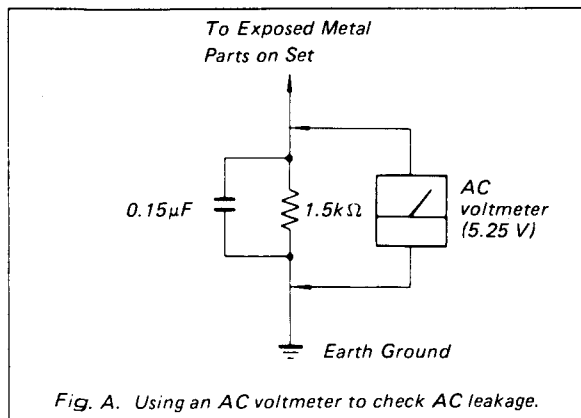 To Exposed Metal
Parts on Set
0.15µF
1.5kΩ
AC
voltmeter
(5.25 V)
Earth Ground
Fig. A. Using an AC voltmeter to check AC leakage.